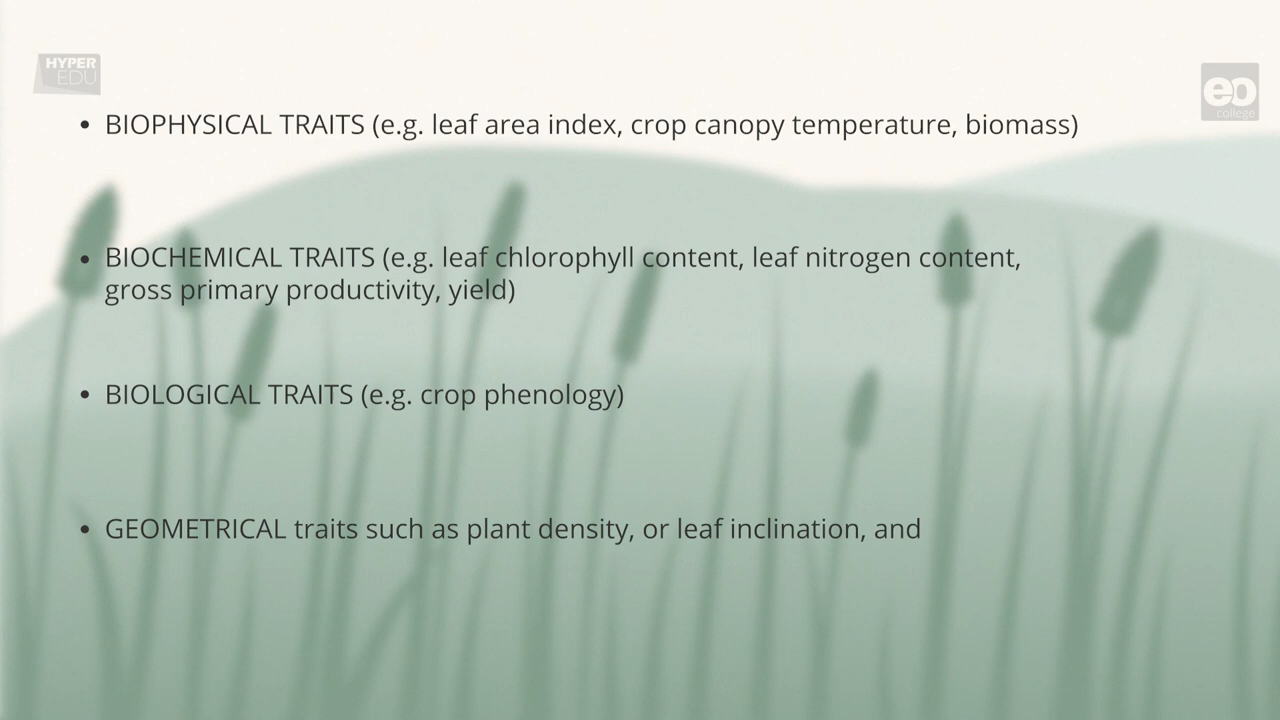 HYPER
EDU
eo
college
• BIOPHYSICAL TRAITS (e.g. leaf area index, crop canopy temperature, biomass)
• BIOCHEMICAL TRAITS (e.g. leaf chlorophyll content, leaf nitrogen content,
gross primary productivity, yield)
• BIOLOGICAL TRAITS (e.g. crop phenology)
• GEOMETRICAL traits such as plant density, or leaf inclination, and